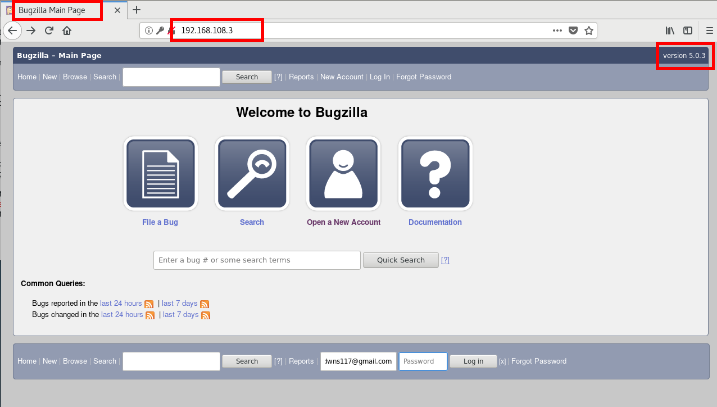 Bugzilla Main Page
192.168.108.3
Bugzilla – Main Page version 5.0.3
Home | New | Browse | Search | Search [?] | Reports | New Account | Log In | Forgot Password
Welcome to Bugzilla
File a Bug Search Open a New Account Documentation
Enter a bug # or some search terms Quick Search [?]
Common Queries:
Bugs reported in the last 24 hours | last 7 days
Bugs changed in the last 24 hours | last 7 days
Home | New | Browse | Search | Search [?] | Reports | Password Log in [x] | Forgot Password